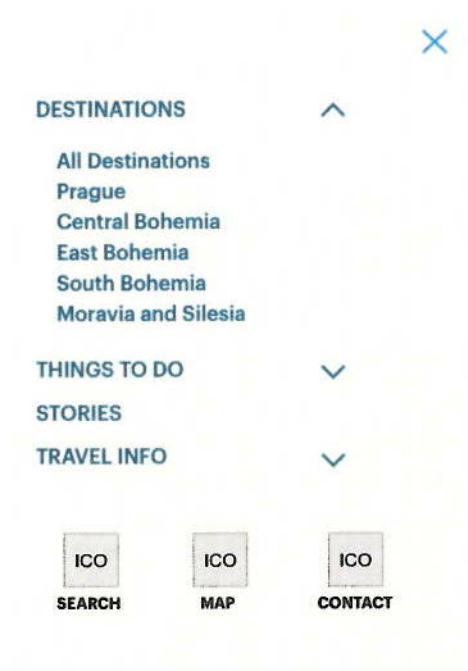 DESTINATIONS
All Destinations
Prague
Central Bohemia
East Bohemia
South Bohemia
Moravia and Silesia
THINGS TO DO
STORIES
TRAVEL INFO
ICO ICO ICO
SEARCH MAP CONTACT